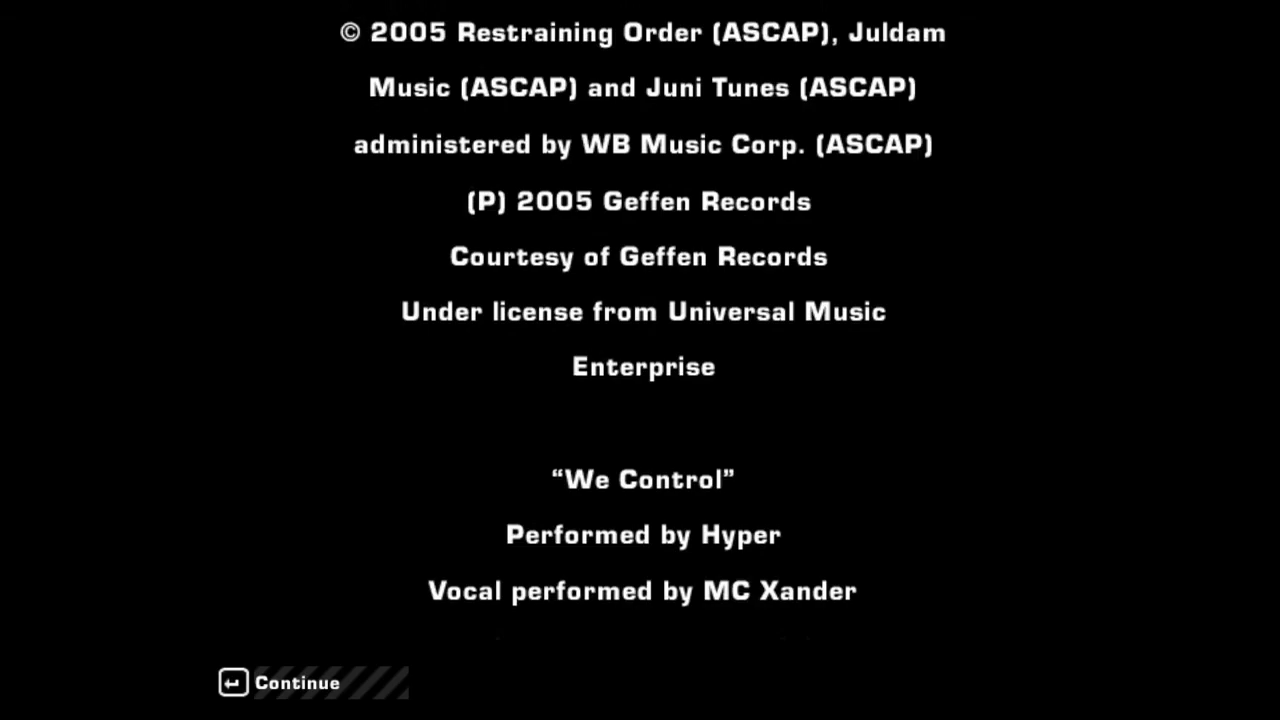 © 2005 Restraining Order (ASCAP), Juldam
Music (ASCAP) and Juni Tunes (ASCAP)
administered by WB Music Corp. (ASCAP)
(P) 2005 Geffen Records
Courtesy of Geffen Records
Under license from Universal Music
Enterprise
“We Control”
Performed by Hyper
Vocal performed by MC Xander
Continue